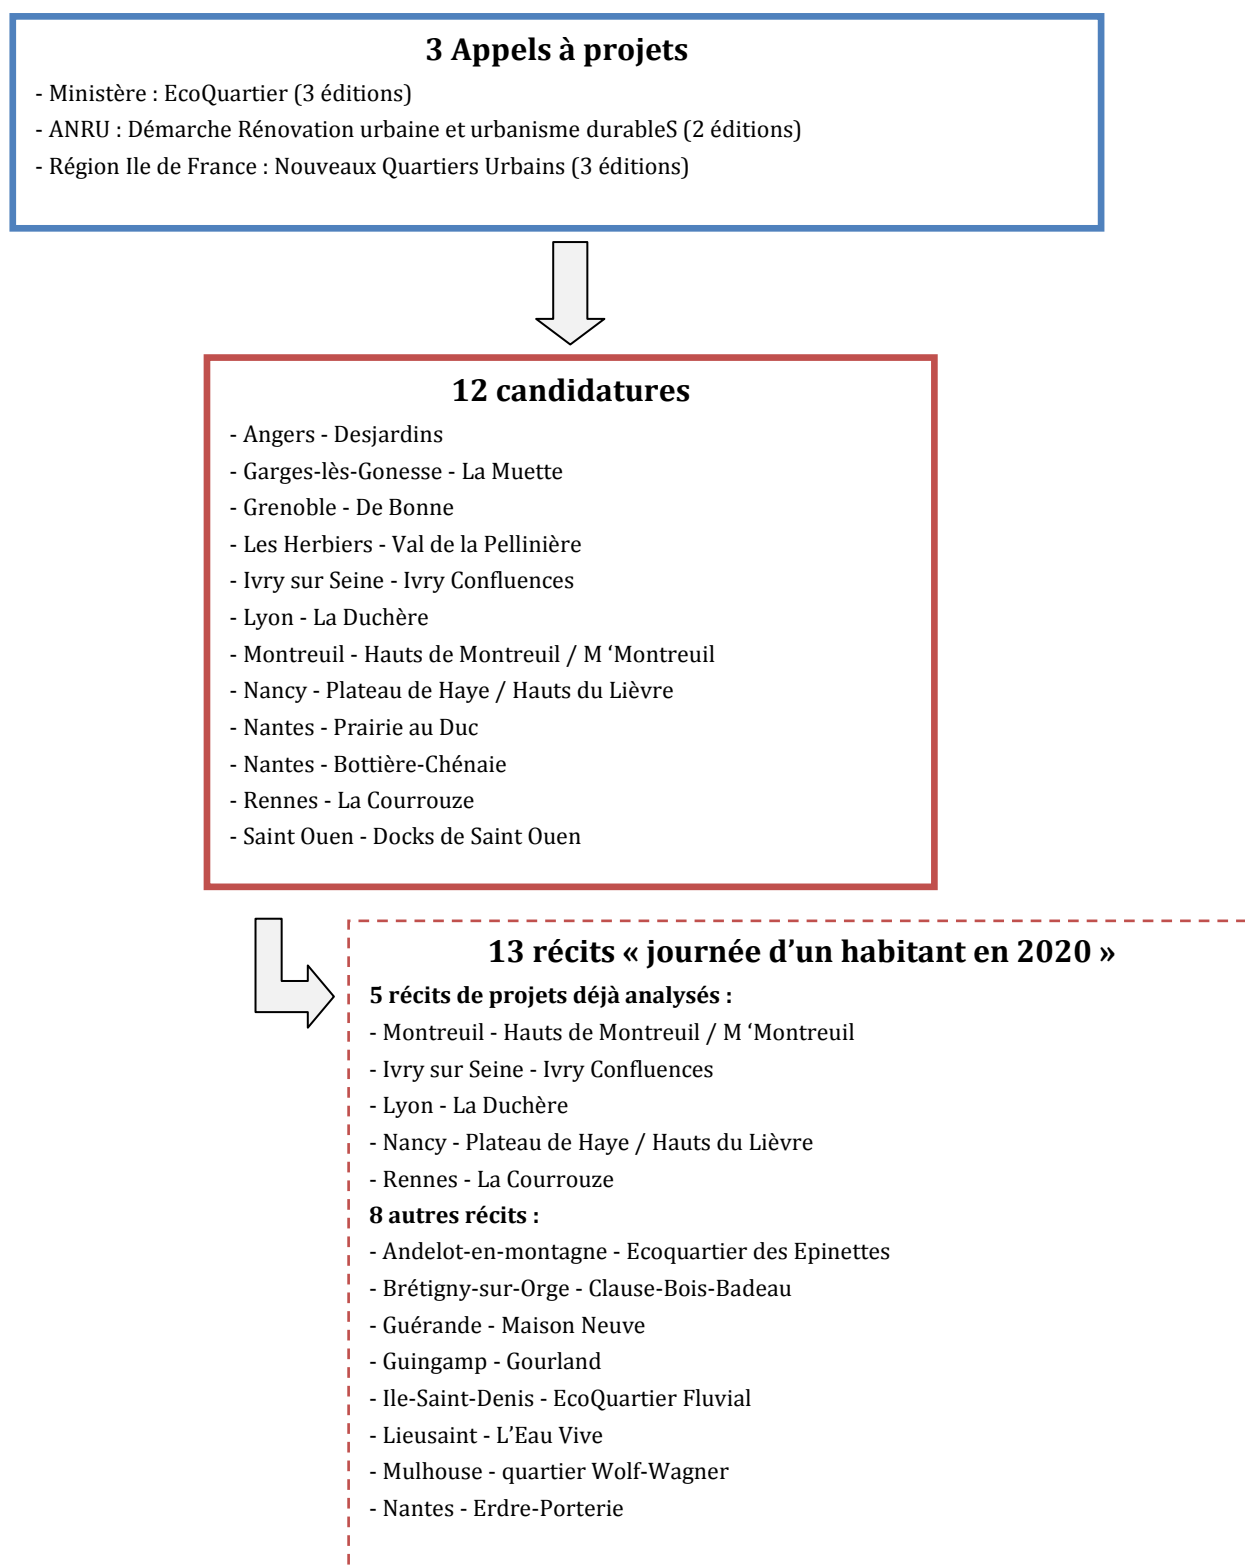 3 Appels à projets
- Ministère : EcoQuartier (3 éditions)
- ANRU : Démarche Rénovation urbaine et urbanisme durableS (2 éditions)
- Région Ile de France : Nouveaux Quartiers Urbains (3 éditions)
12 candidatures
- Angers - Desjardins
- Garges-lès-Gonesse - La Muette
- Grenoble - De Bonne
- Les Herbiers - Val de la Pellinière
- Ivry sur Seine - Ivry Confluences
- Lyon - La Duchère
- Montreuil - Hauts de Montreuil / M ‘Montreuil
- Nancy - Plateau de Haye / Hauts du Lièvre
- Nantes - Prairie au Duc
- Nantes - Bottière-Chénaie
- Rennes - La Courrouze
- Saint Ouen - Docks de Saint Ouen
13 récits « journée d’un habitant en 2020 »
5 récits de projets déjà analysés :
- Montreuil - Hauts de Montreuil / M ‘Montreuil
- Ivry sur Seine - Ivry Confluences
- Lyon - La Duchère
- Nancy - Plateau de Haye / Hauts du Lièvre
- Rennes - La Courrouze
8 autres récits :
- Andelot-en-montagne - Ecoquartier des Epinettes
- Brétigny-sur-Orge - Clause-Bois-Badeau
- Guérande - Maison Neuve
- Guingamp - Gourland
- Ile-Saint-Denis - EcoQuartier Fluvial
- Lieusaint - L’Eau Vive
- Mulhouse - quartier Wolf-Wagner
- Nantes - Erdre-Porterie